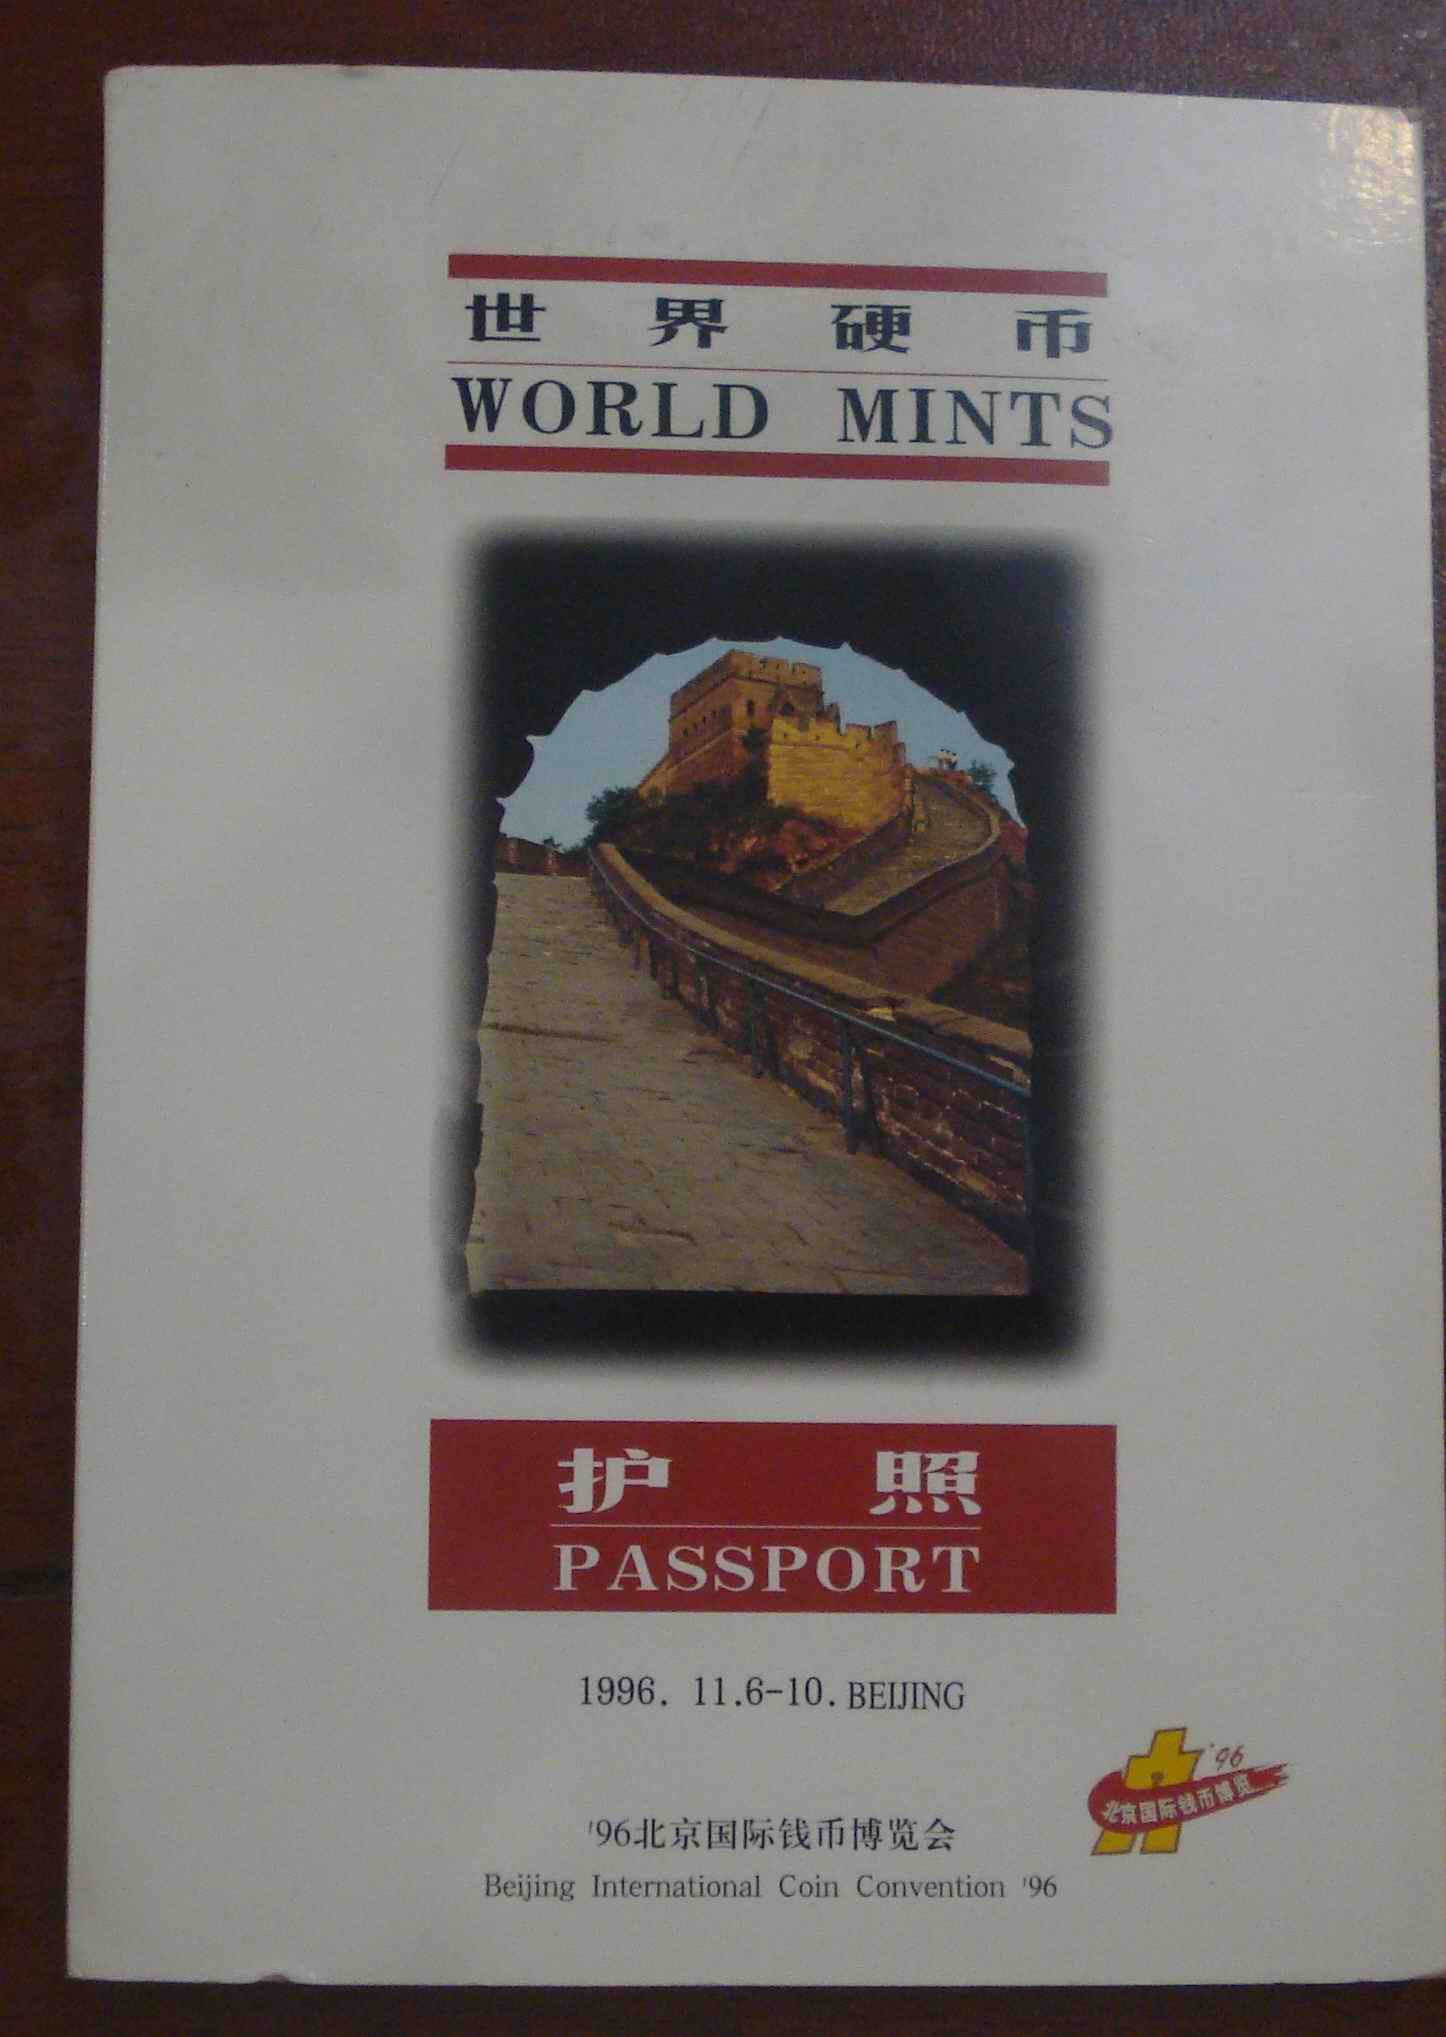 世界硬币
WORLD MINTS
护照
PASSPORT
1996. 11.6-10. BEIJING
'96
北京国际钱币博览
'96北京国际钱币博览会
Beijing International Coin Convention '96